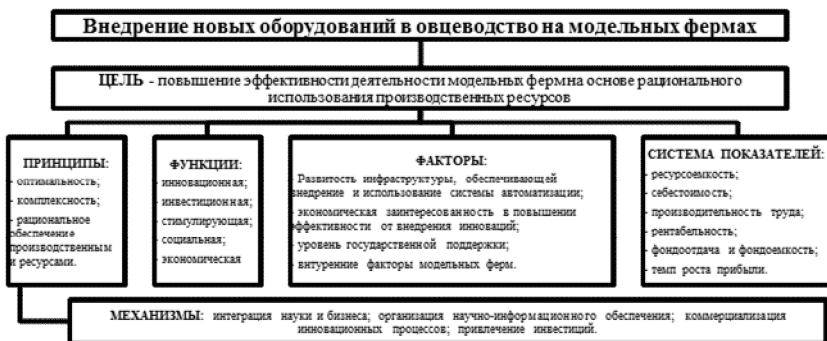 Внедрение новых оборудований в овцеводство на модельных фермах
ЦЕЛЬ - повышение эффективности деятельности модельных фермна основе рационального
использования производственных ресурсов
ПРИНЦИПЫ:
- оптимальность;
- комплексность;
- рациональное
обеспечение
производственным
и ресурсами.
ФУНКЦИИ:
- инновационная;
- инвестиционная;
- стимулирующая;
- социальная;
- экономическая
ФАКТОРЫ:
- Развитость инфраструктуры, обеспечивающей
внедрение и использование системы автоматизации;
- экономическая заинтересованность в повышении
эффективности от внедрения инноваций;
- уровень государственной поддержки;
- внтуренние факторы модельных ферм.
СИСТЕМА ПОКАЗАТЕЛЕЙ:
- ресурсоемкость;
- себестоимость;
- производительность труда;
- рентабельность;
- фондоотдача и фондоемкость;
- темп роста прибыли.
МЕХАНИЗМЫ: интеграция науки и бизнеса; организация научно-информационного обеспечения; коммерциализация
инновационных процессов; привлечение инвестиций.